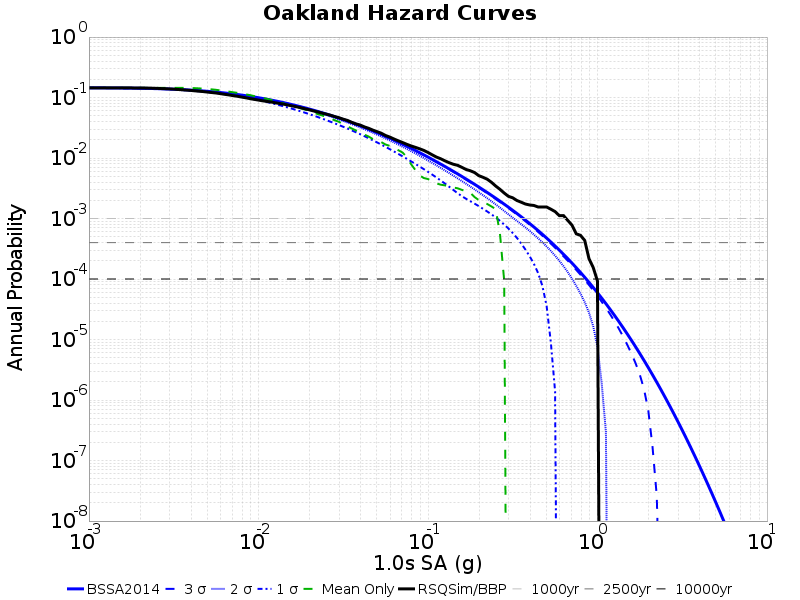 Oakland Hazard Curves
10^0
10^-1
10^-2
10^-3
10^-4
10^-5
10^-6
10^-7
10^-8
Annual Probability
10^-3 10^-2 10^-1 10^0 10^1
1.0s SA (g)
BSSA2014 3 σ 2 σ 1 σ Mean Only RSQSim/BBP 1000yr 2500yr 10000yr